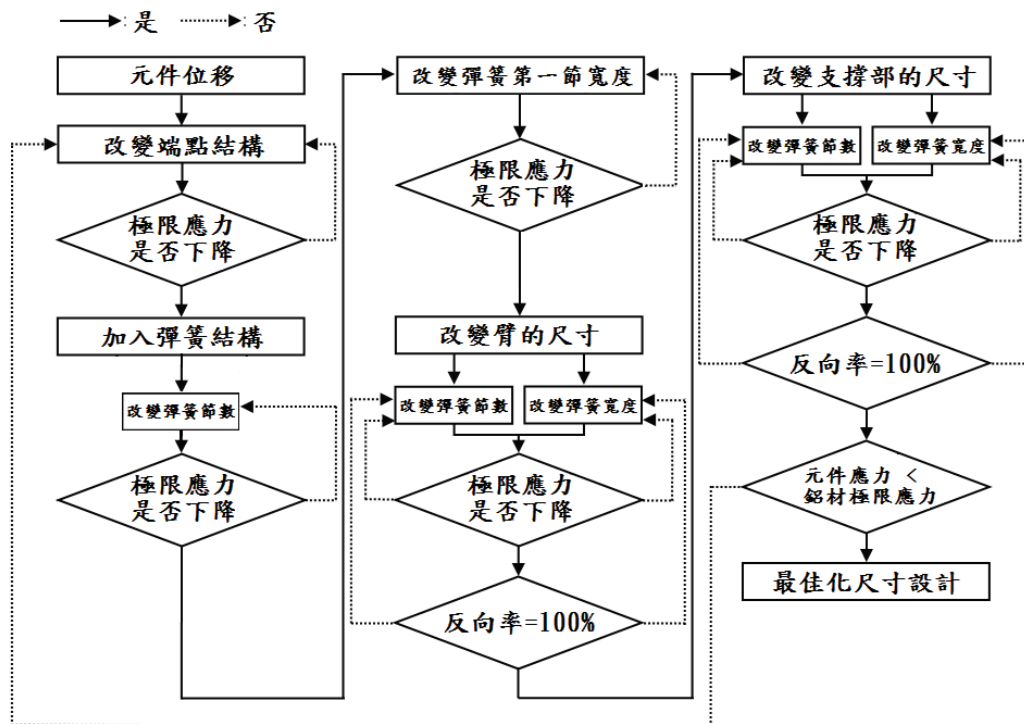 :是
:否
元件位移
改變端點結構
極限應力
是否下降
加入彈簧結構
改變彈簧節數
極限應力
是否下降
改變彈簧第一節寬度
極限應力
是否下降
改變臂的尺寸
改變彈簧節數
改變彈簧寬度
極限應力
是否下降
反向率=100%
改變支撐部的尺寸
改變彈簧節數
改變彈簧寬度
極限應力
是否下降
反向率=100%
元件應力 <
鋁材極限應力
最佳化尺寸設計